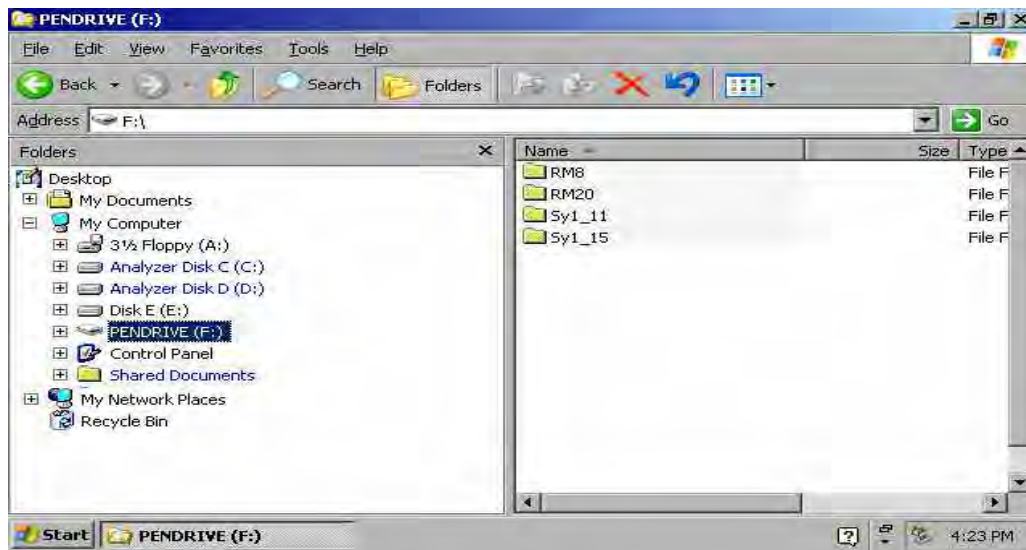 PENDRIVE (F:)
File Edit View Favorites Tools Help
Back Search Folders
Address F:\ Go
Folders
Desktop
My Documents
My Computer
3½ Floppy (A:)
Analyzer Disk C (C:)
Analyzer Disk D (D:)
Disk E (E:)
PENDRIVE (F:)
Control Panel
Shared Documents
My Network Places
Recycle Bin
Name Size Type
RM8 File F
RM20 File F
Sy1_11 File F
Sy1_15 File F
Start PENDRIVE (F:) 4:23 PM